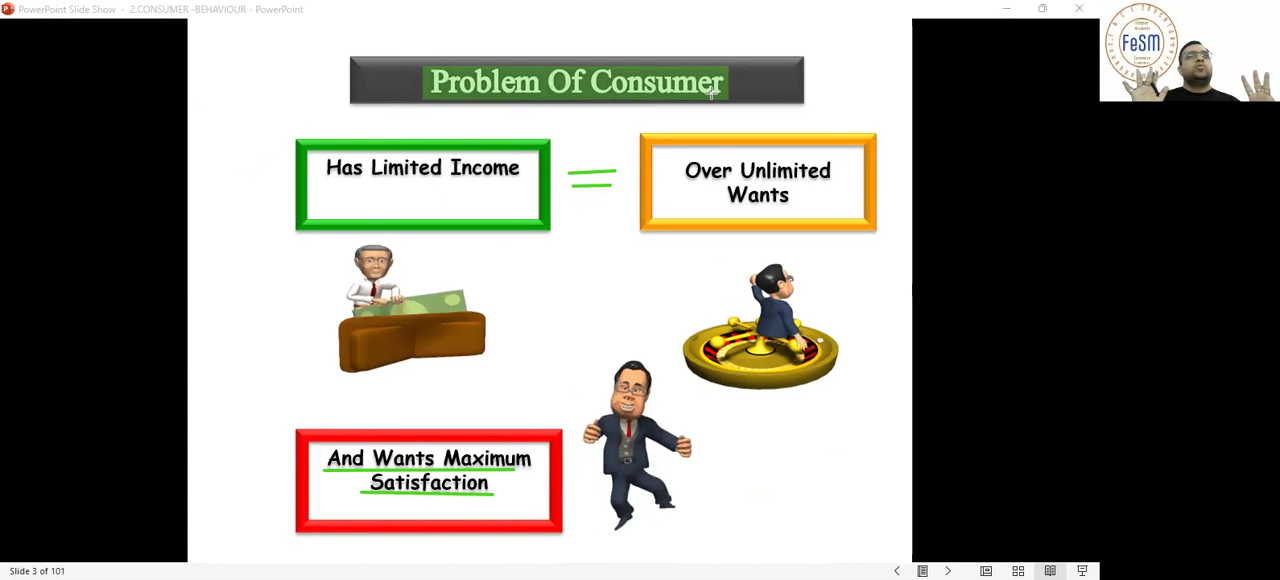 PowerPoint Slide Show - 2.CONSUMER -BEHAVIOUR - PowerPoint
FeSM
Problem Of Consumer
Has Limited Income
Over Unlimited
Wants
And Wants Maximum
Satisfaction
Slide 3 of 101